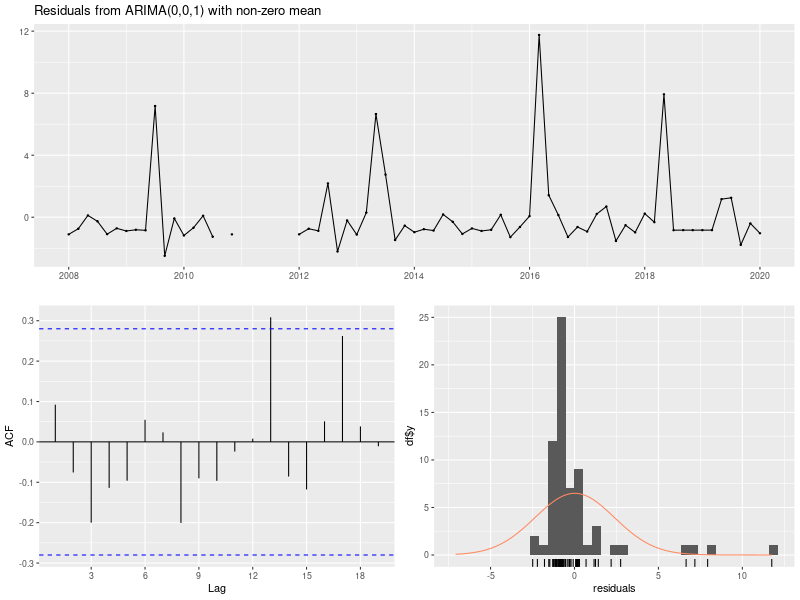 Residuals from ARIMA(0,0,1) with non-zero mean
12
8
4
0
2008 2010 2012 2014 2016 2018 2020
0.3
0.2
0.1
0.0
-0.1
-0.2
-0.3
ACF
3 6 9 12 15 18
Lag
25
20
15
10
5
0
df$y
-5 0 5 10
residuals